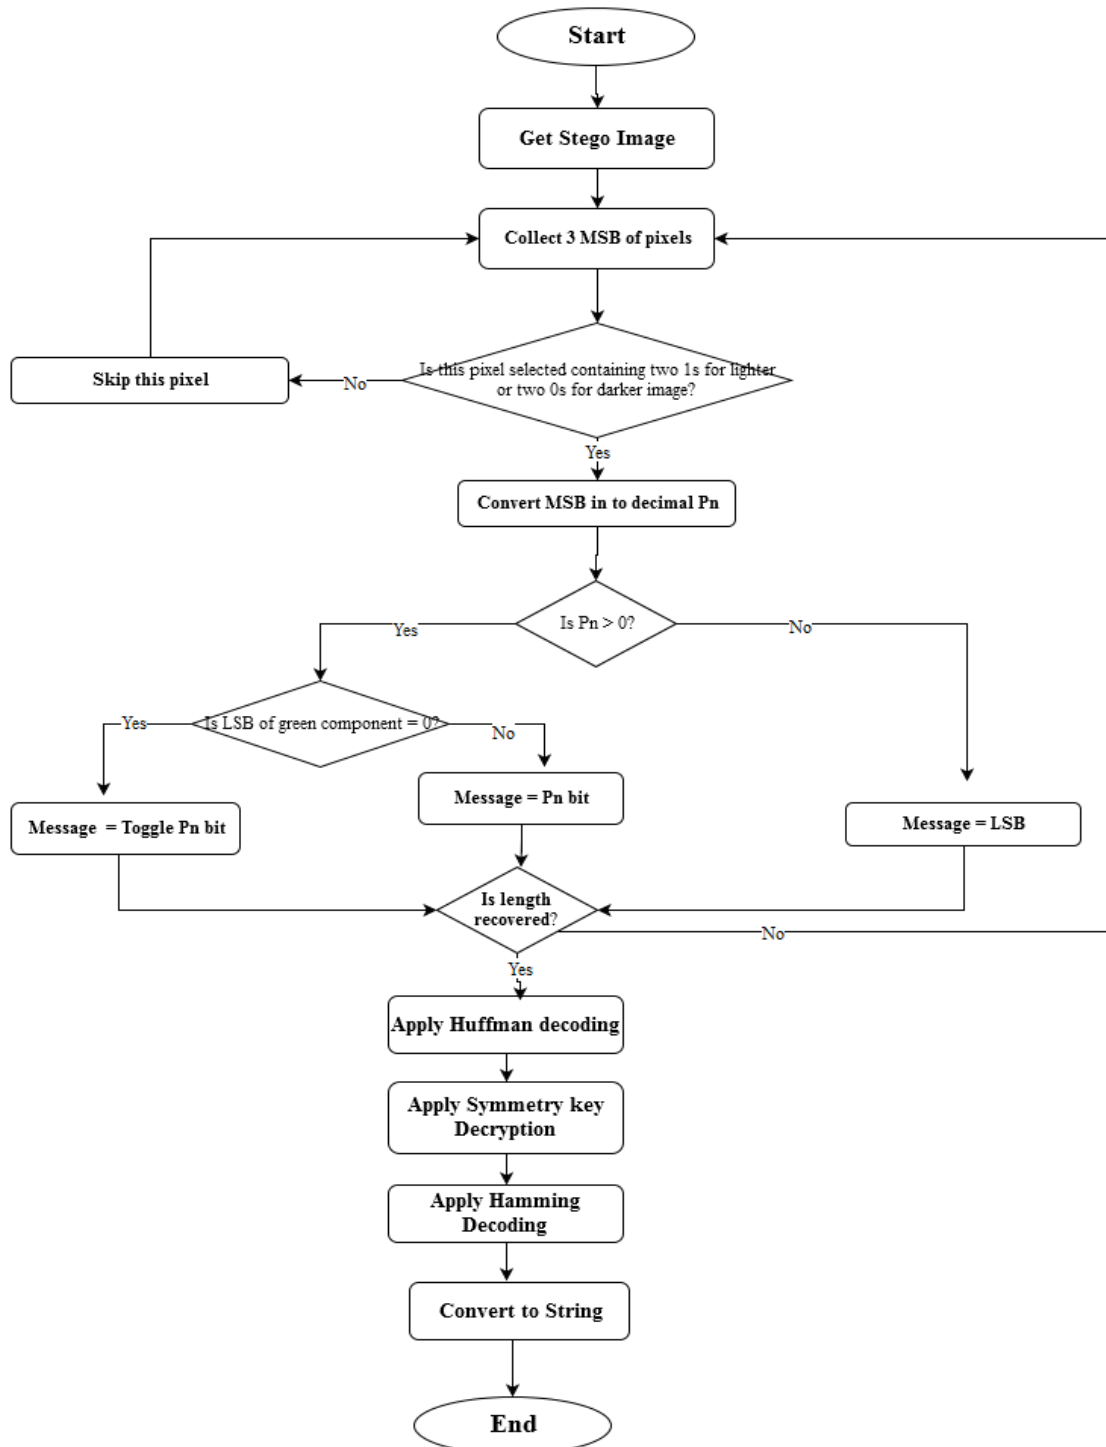 Start
Get Stego Image
Collect 3 MSB of pixels
Is this pixel selected containing two 1s for lighter
or two 0s for darker image?
No
Skip this pixel
Yes
Convert MSB in to decimal Pn
Is Pn > 0?
Yes
No
Is LSB of green component = 0?
Yes
No
Message = Toggle Pn bit
Message = Pn bit
Message = LSB
Is length
recovered?
No
Yes
Apply Huffman decoding
Apply Symmetry key
Decryption
Apply Hamming
Decoding
Convert to String
End